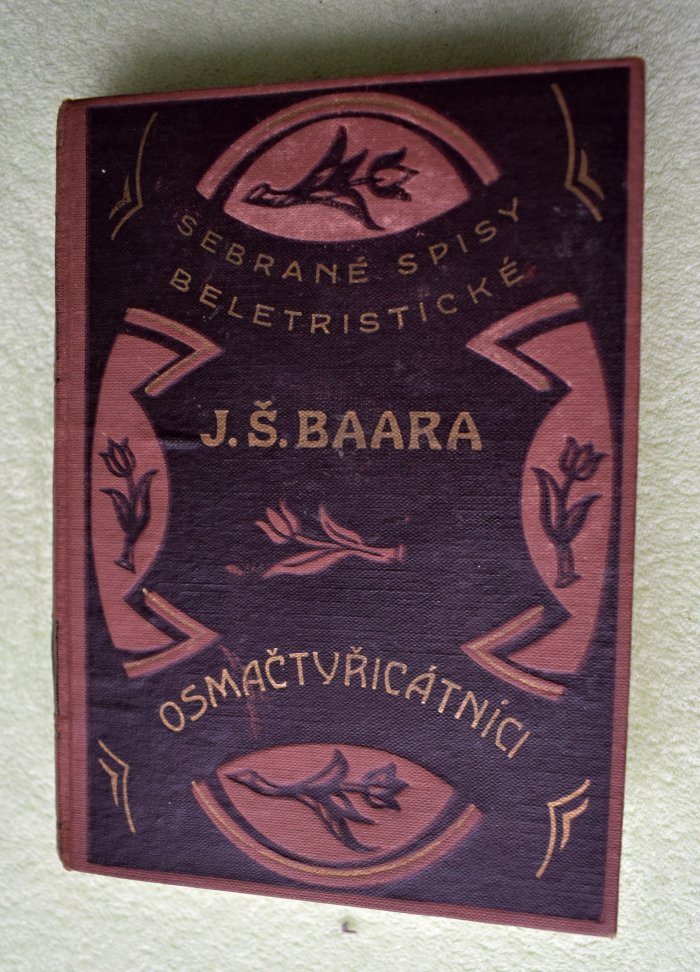 SEBRANÉ SPISY
BELETRISTICKÉ
J.Š.BAARA
OSMAČTYŘICÁTNÍCI